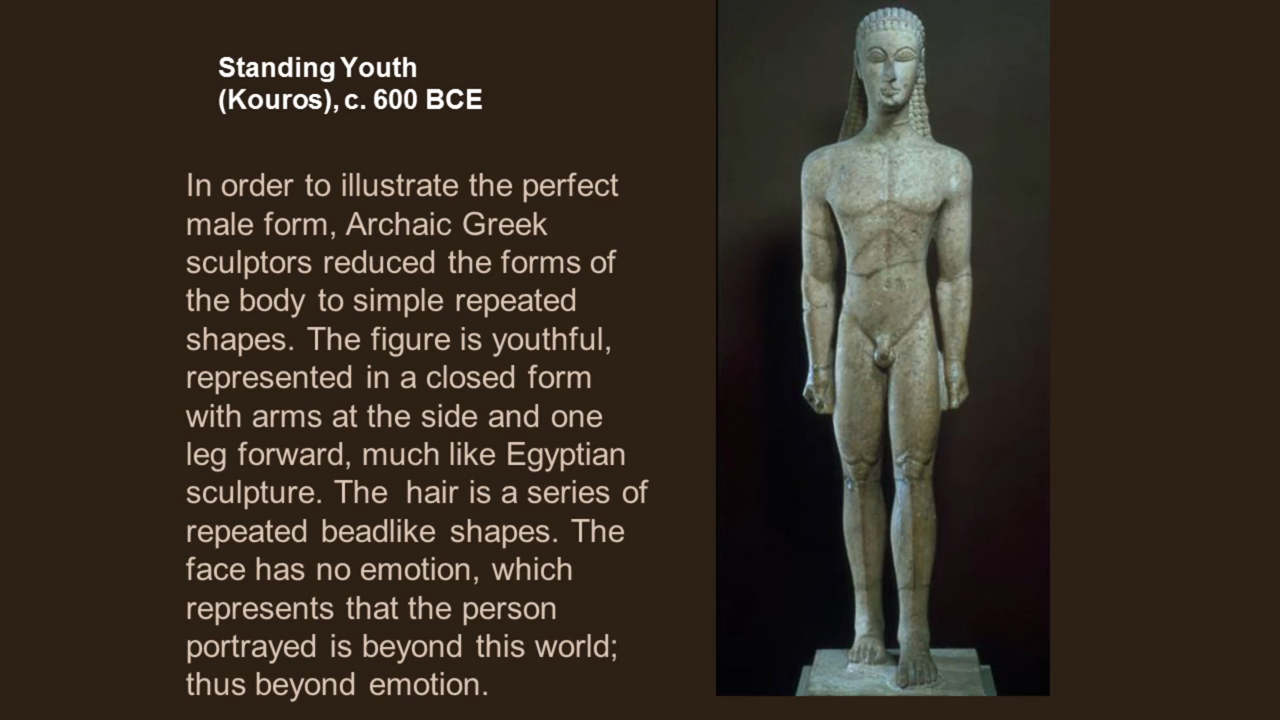 Standing Youth
(Kouros), c. 600 BCE
In order to illustrate the perfect
male form, Archaic Greek
sculptors reduced the forms of
the body to simple repeated
shapes. The figure is youthful,
represented in a closed form
with arms at the side and one
leg forward, much like Egyptian
sculpture. The hair is a series of
repeated beadlike shapes. The
face has no emotion, which
represents that the person
portrayed is beyond this world;
thus beyond emotion.